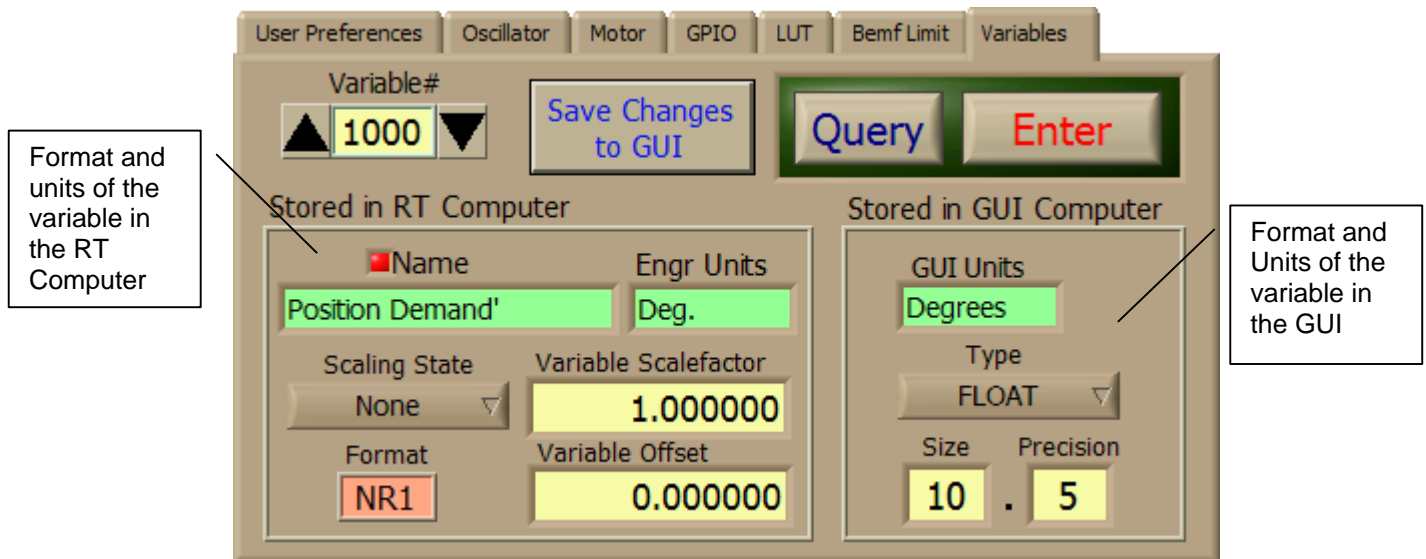 User Preferences Oscillator Motor GPIO LUT Bemf Limit Variables
Variable#
1000
Save Changes
to GUI
Query Enter
Format and
units of the
variable in
the RT
Computer
Stored in RT Computer
Name Engr Units
Position Demand' Deg.
Scaling State Variable Scalefactor
None 1.000000
Format Variable Offset
NR1 0.000000
Stored in GUI Computer
GUI Units
Degrees
Type
FLOAT
Size Precision
10 . 5
Format and
Units of the
variable in
the GUI